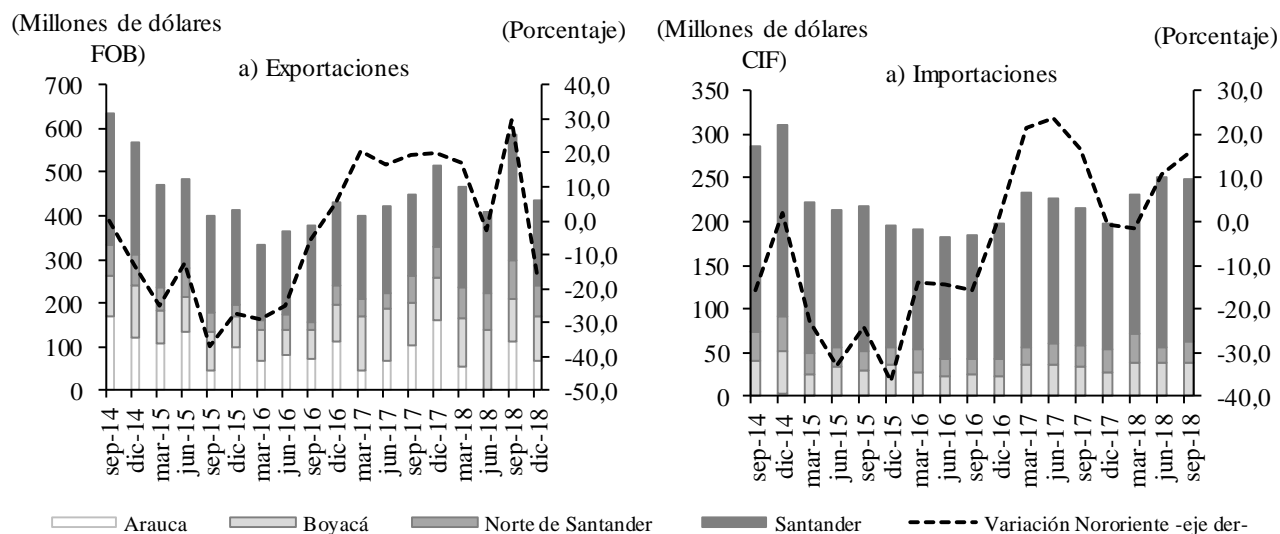 (Millones de dólares
FOB)
(Porcentaje)
a) Exportaciones
700
600
500
400
300
200
100
0
40,0
30,0
20,0
10,0
0,0
-10,0
-20,0
-30,0
-40,0
-50,0
sep-14
dic-14
mar-15
jun-15
sep-15
dic-15
mar-16
jun-16
sep-16
dic-16
mar-17
jun-17
sep-17
dic-17
mar-18
jun-18
sep-18
dic-18
(Millones de dólares
CIF)
(Porcentaje)
a) Importaciones
350
300
250
200
150
100
50
0
30,0
20,0
10,0
0,0
-10,0
-20,0
-30,0
-40,0
sep-14
dic-14
mar-15
jun-15
sep-15
dic-15
mar-16
jun-16
sep-16
dic-16
mar-17
jun-17
sep-17
dic-17
mar-18
jun-18
sep-18
Arauca
Boyacá
Norte de Santander
Santander
Variación Nororiente -eje der-